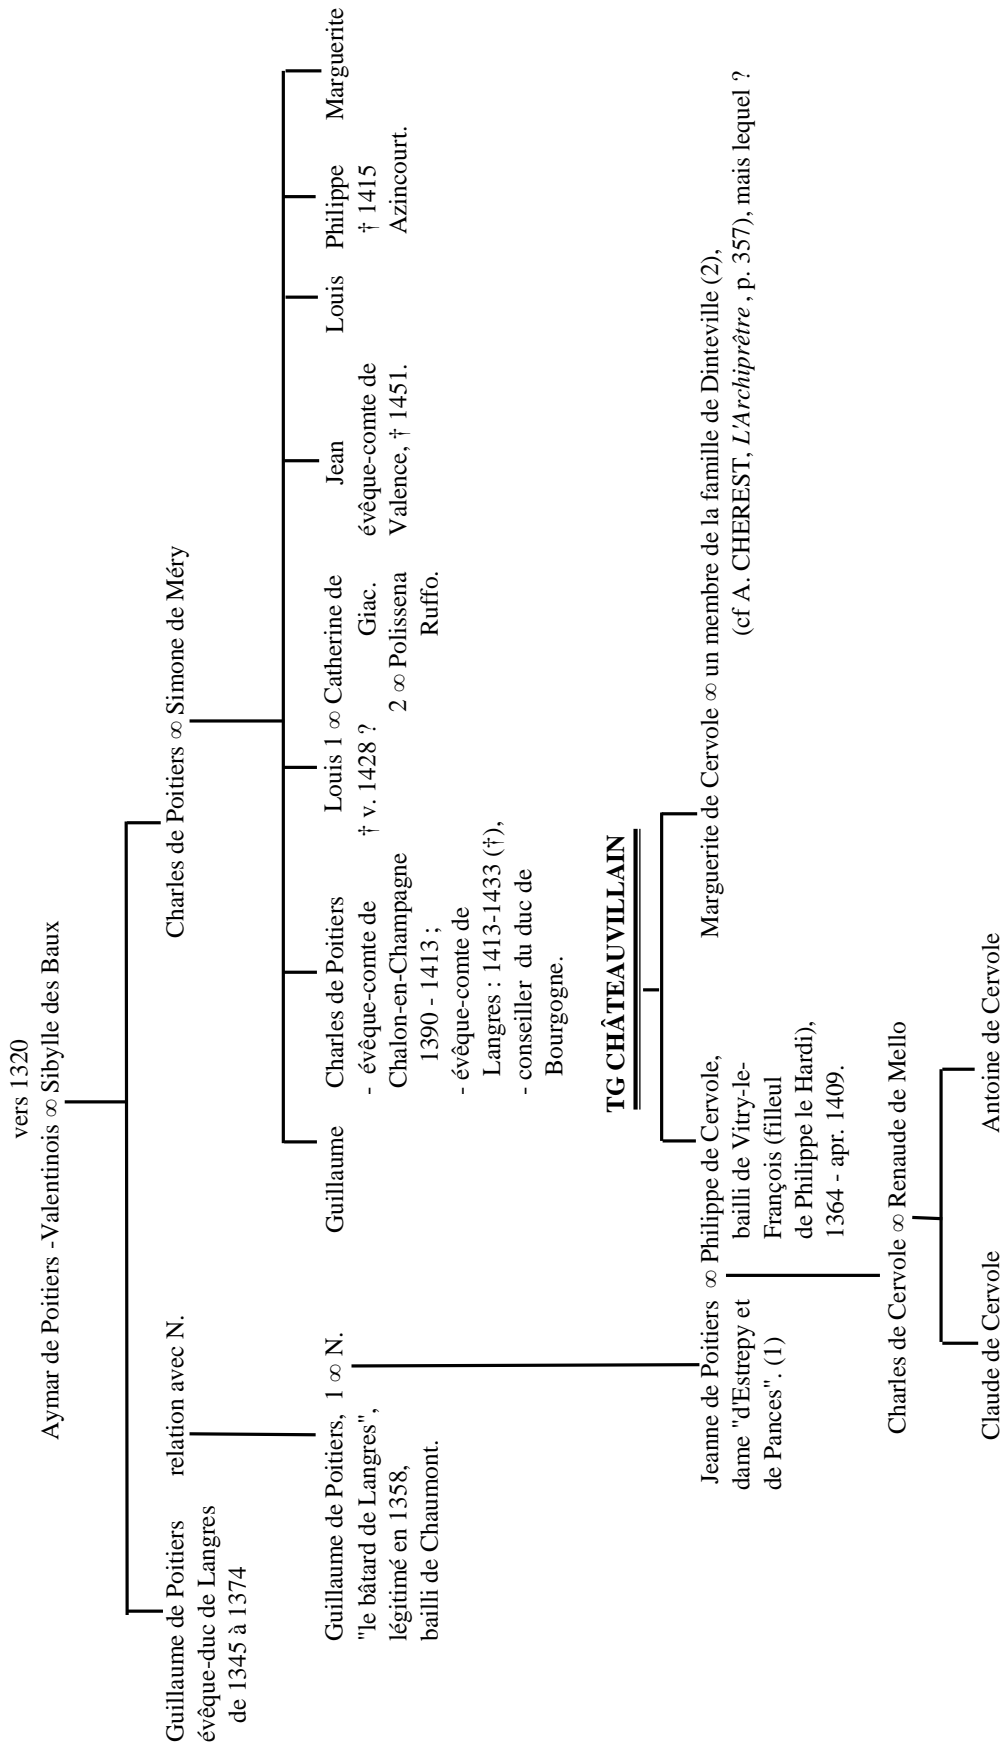 vers 1320
Aymar de Poitiers -Valentinois ∞ Sibylle des Baux
Guillaume de Poitiers
évêque-duc de Langres
de 1345 à 1374
relation avec N.
Charles de Poitiers ∞ Simone de Méry
Guillaume de Poitiers, 1 ∞ N.
"le bâtard de Langres",
légitimé en 1358,
bailli de Chaumont.
Guillaume
Charles de Poitiers
- évêque-comte de
Chalon-en-Champagne
1390 - 1413 ;
- évêque-comte de
Langres : 1413-1433 (†),
- conseiller du duc de
Bourgogne.
Louis 1 ∞ Catherine de
† v. 1428 ? Giac.
2 ∞ Polissena
Ruffo.
Jean
évêque-comte de
Valence, † 1451.
Louis
Philippe
† 1415
Azincourt.
Marguerite
TG CHÂTEAUVILLAIN
Jeanne de Poitiers ∞ Philippe de Cervole,
dame "d'Estrepy et
de Pances". (1)
bailli de Vitry-le-
François (filleul
de Philippe le Hardi),
1364 - apr. 1409.
Marguerite de Cervole ∞ un membre de la famille de Dinteville (2),
(cf A. CHEREST, L'Archiprêtre , p. 357), mais lequel ?
Charles de Cervole ∞ Renaude de Mello
Claude de Cervole
Antoine de Cervole